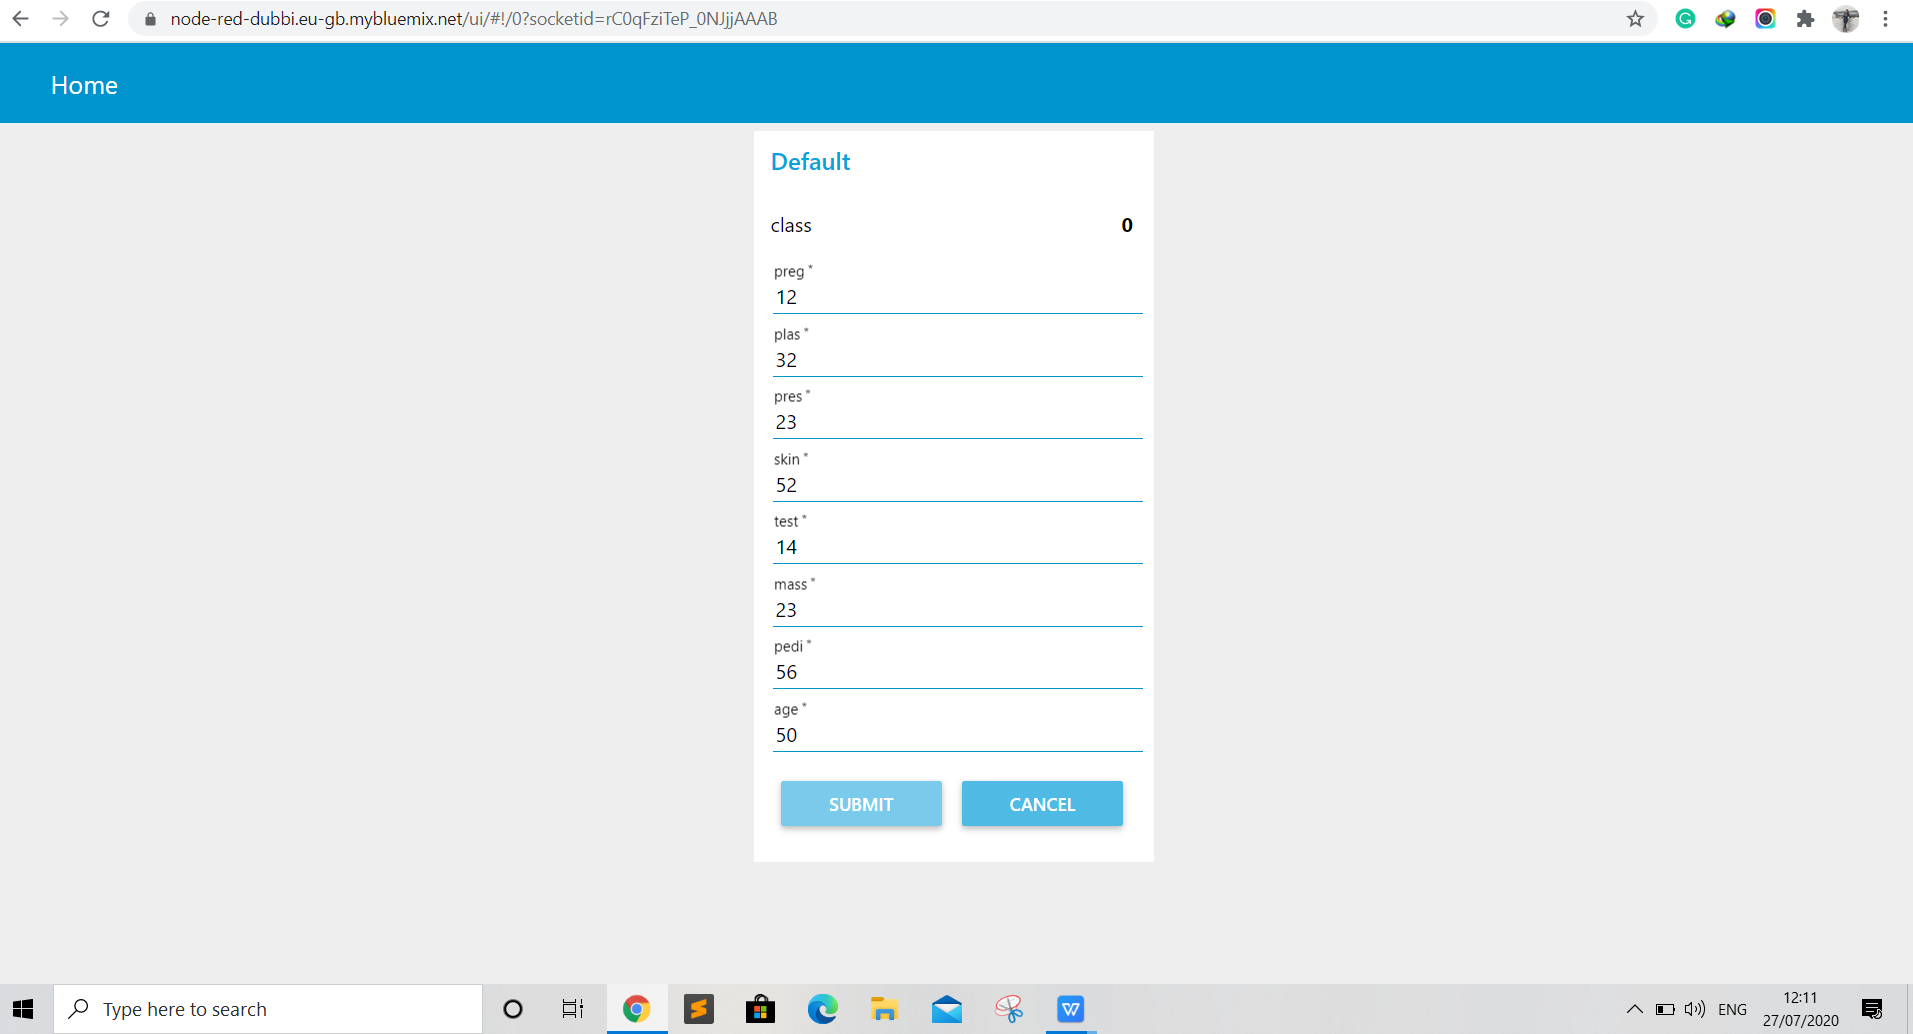 node-red-dubbi.eu-gb.mybluemix.net/ui/#!/0?socketid=rC0qFziTeP_0NJjjAAAB
Home
Default
class 0
preg *
12
plas *
32
pres *
23
skin *
52
test *
14
mass *
23
pedi *
56
age *
50
SUBMIT CANCEL
Type here to search
ENG
12:11
27/07/2020